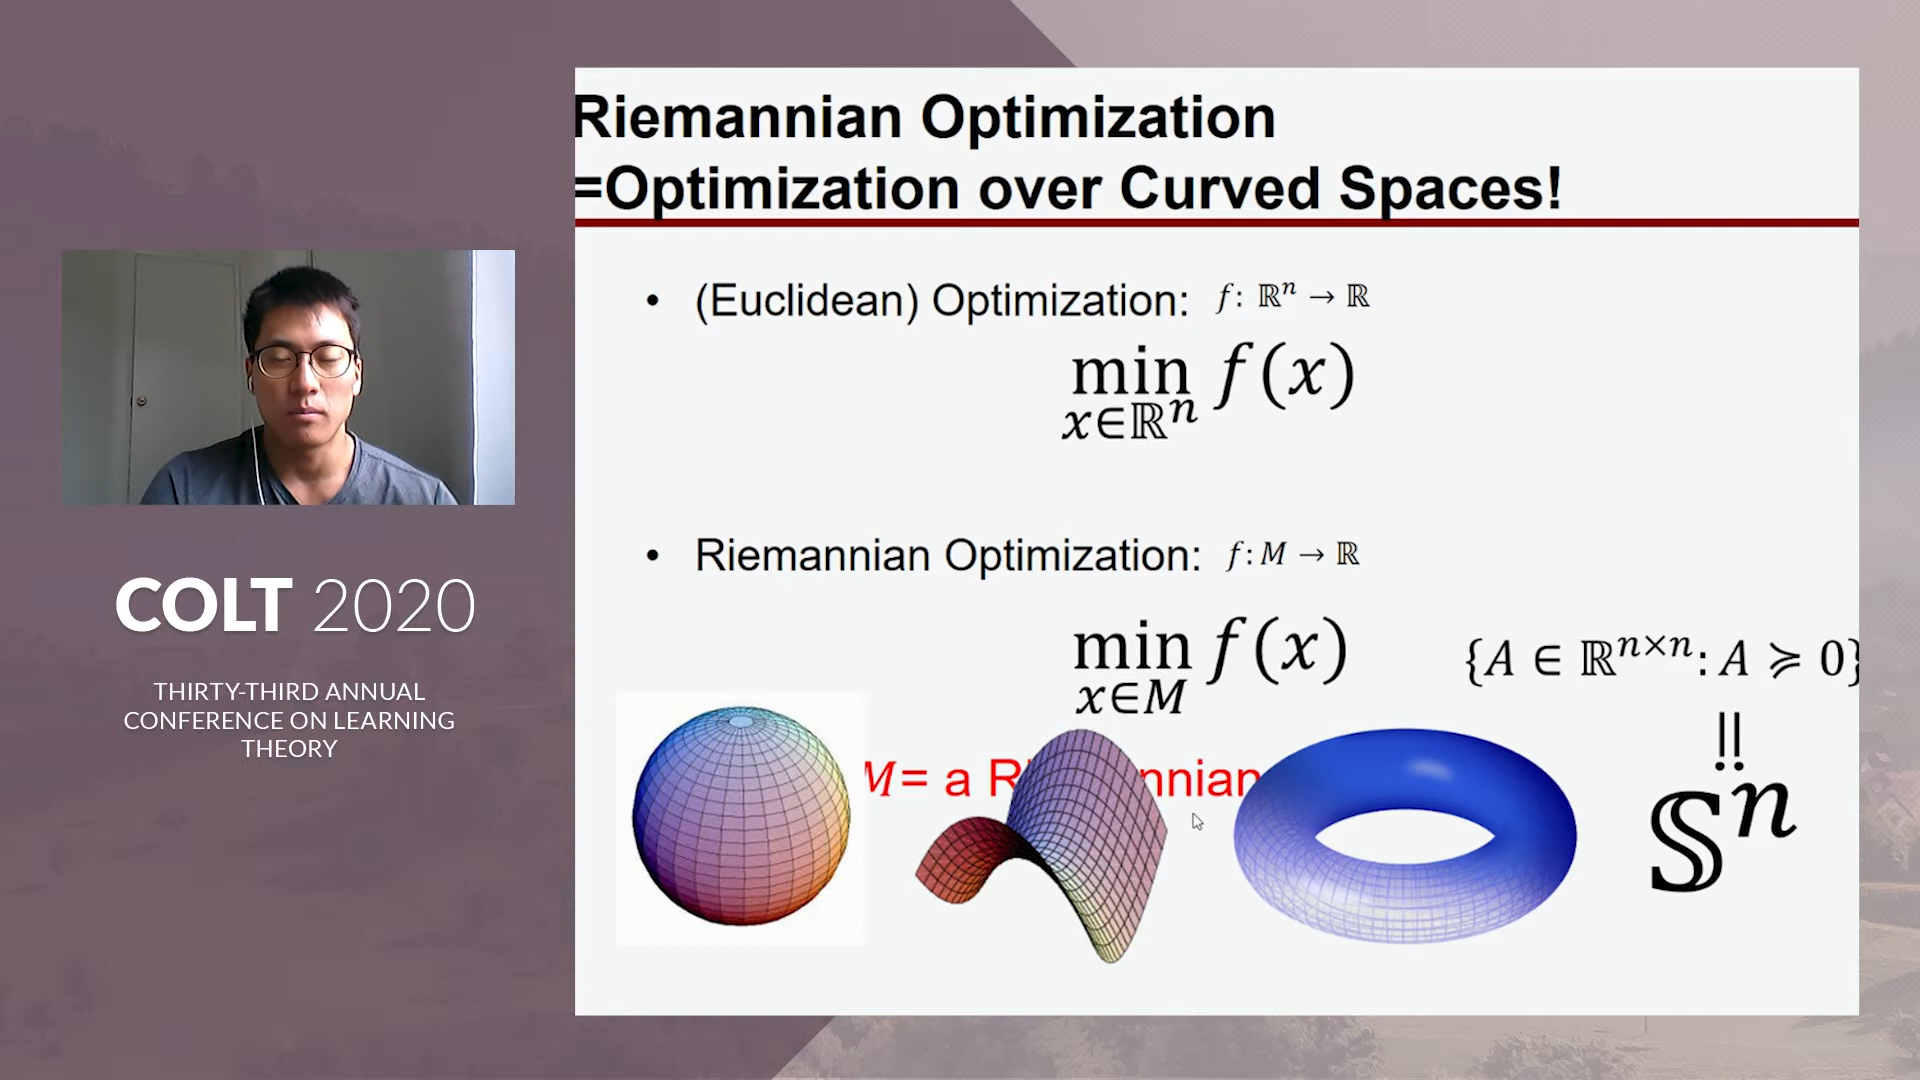 Riemannian Optimization
=Optimization over Curved Spaces!
• (Euclidean) Optimization: f: ℝⁿ → ℝ
min f(x)
x∈ℝⁿ
• Riemannian Optimization: f: M → ℝ
min f(x)
x∈M
{A ∈ ℝⁿˣⁿ: A ≽ 0}
M = a
𝕊ⁿ
COLT 2020
THIRTY-THIRD ANNUAL
CONFERENCE ON LEARNING
THEORY